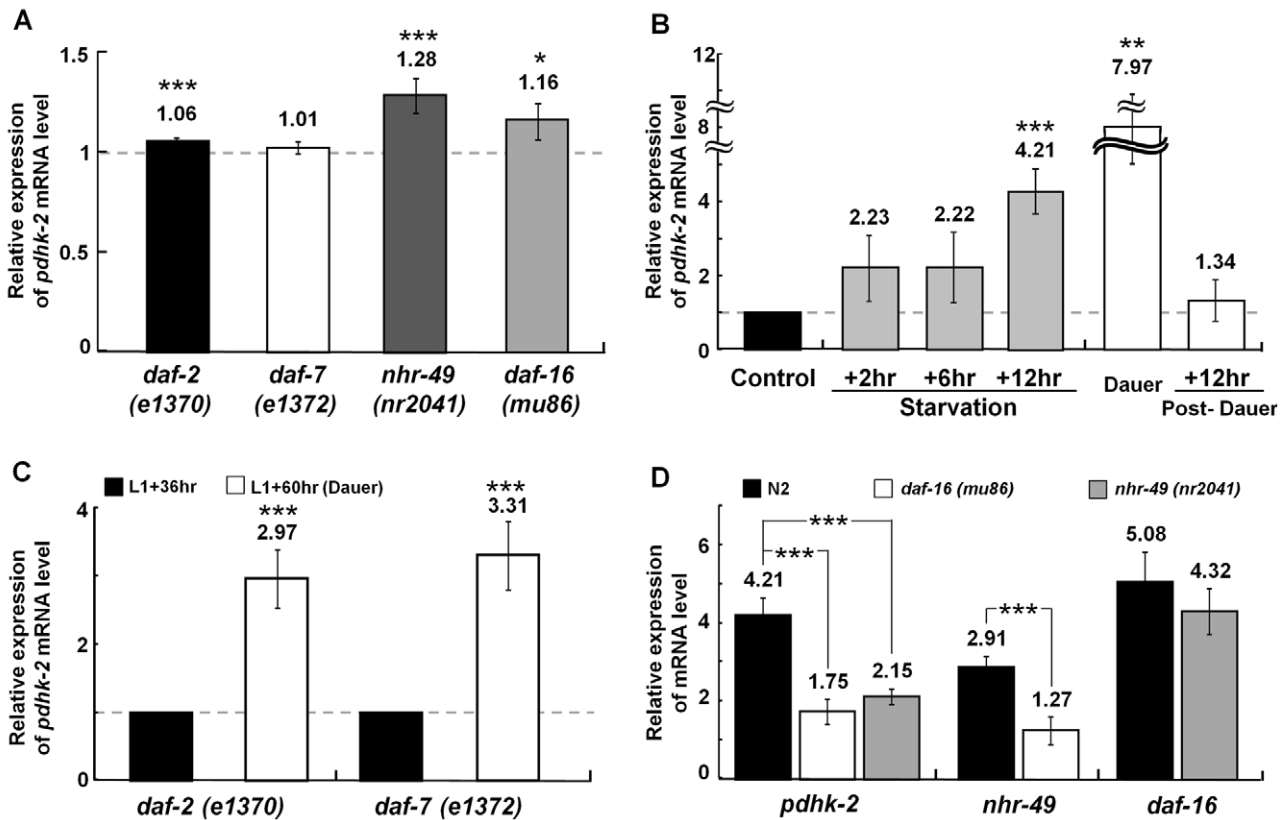 A
Relative expression
of pdhk-2 mRNA level
1.5
1
0.5
0
***
1.06
1.01
***
1.28
*
1.16
daf-2
(e1370)
daf-7
(e1372)
nhr-49
(nr2041)
daf-16
(mu86)
B
Relative expression
of pdhk-2 mRNA level
12
8
4
2
0
2.23
2.22
***
4.21
**
7.97
1.34
Control
+2hr
+6hr
+12hr
Starvation
Dauer
+12hr
Post- Dauer
C
L1+36hr
L1+60hr (Dauer)
Relative expression
of pdhk-2 mRNA level
4
2
0
***
2.97
***
3.31
daf-2 (e1370)
daf-7 (e1372)
D
N2
daf-16 (mu86)
nhr-49 (nr2041)
Relative expression
of mRNA level
6
4
2
0
4.21
***
***
1.75
2.15
2.91
***
1.27
5.08
4.32
pdhk-2
nhr-49
daf-16